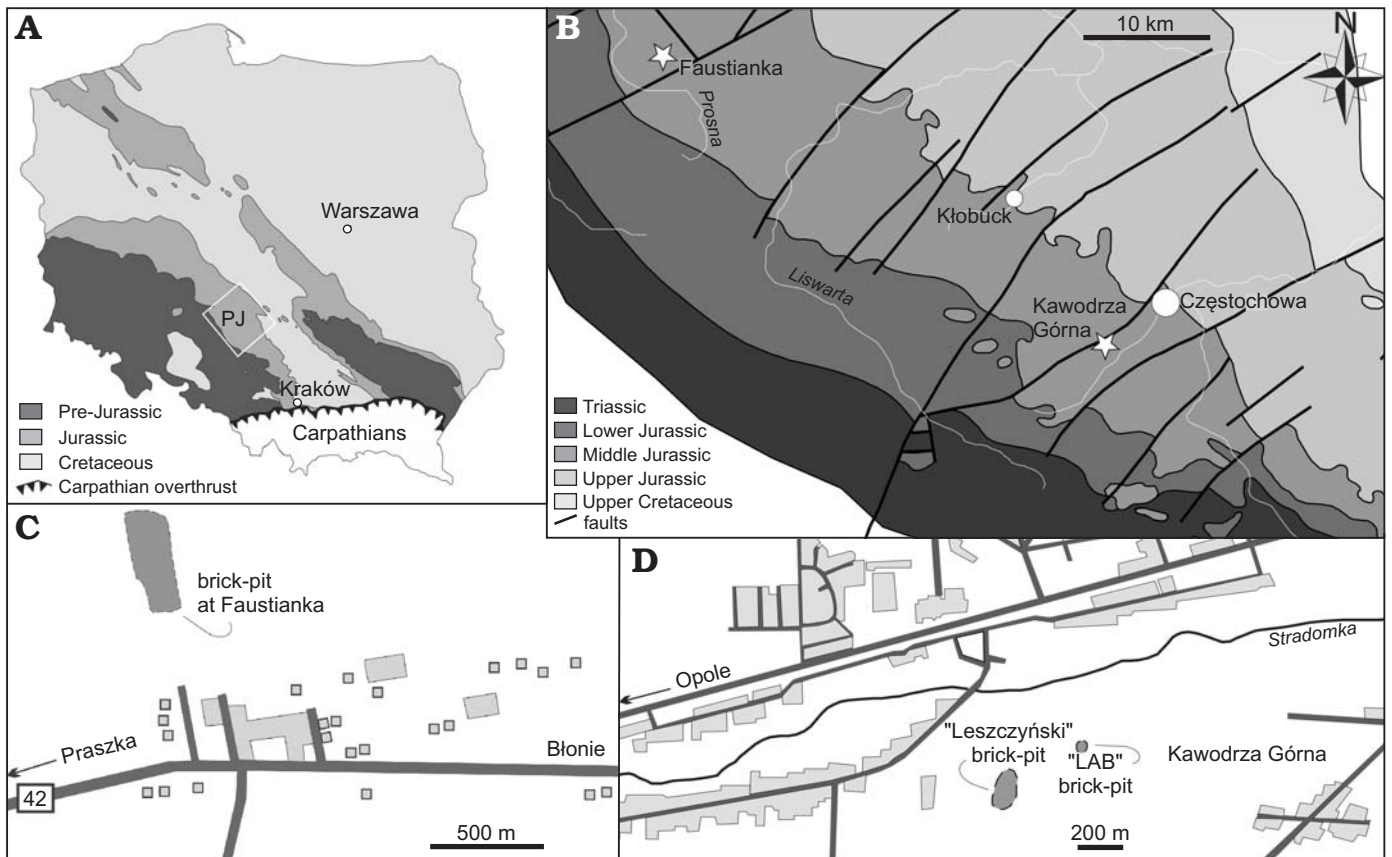 A
Warszawa
PJ
Kraków
Carpathians
Pre-Jurassic
Jurassic
Cretaceous
Carpathian overthrust
B
10 km
N
Faustianka
Prosna
Kłobuck
Liswarta
Kawodrza
Górna
Częstochowa
Triassic
Lower Jurassic
Middle Jurassic
Upper Jurassic
Upper Cretaceous
faults
C
brick-pit
at Faustianka
Praszka
Błonie
42
500 m
D
Stradomka
Opole
"Leszczyński"
brick-pit
"LAB"
brick-pit
Kawodrza Górna
200 m